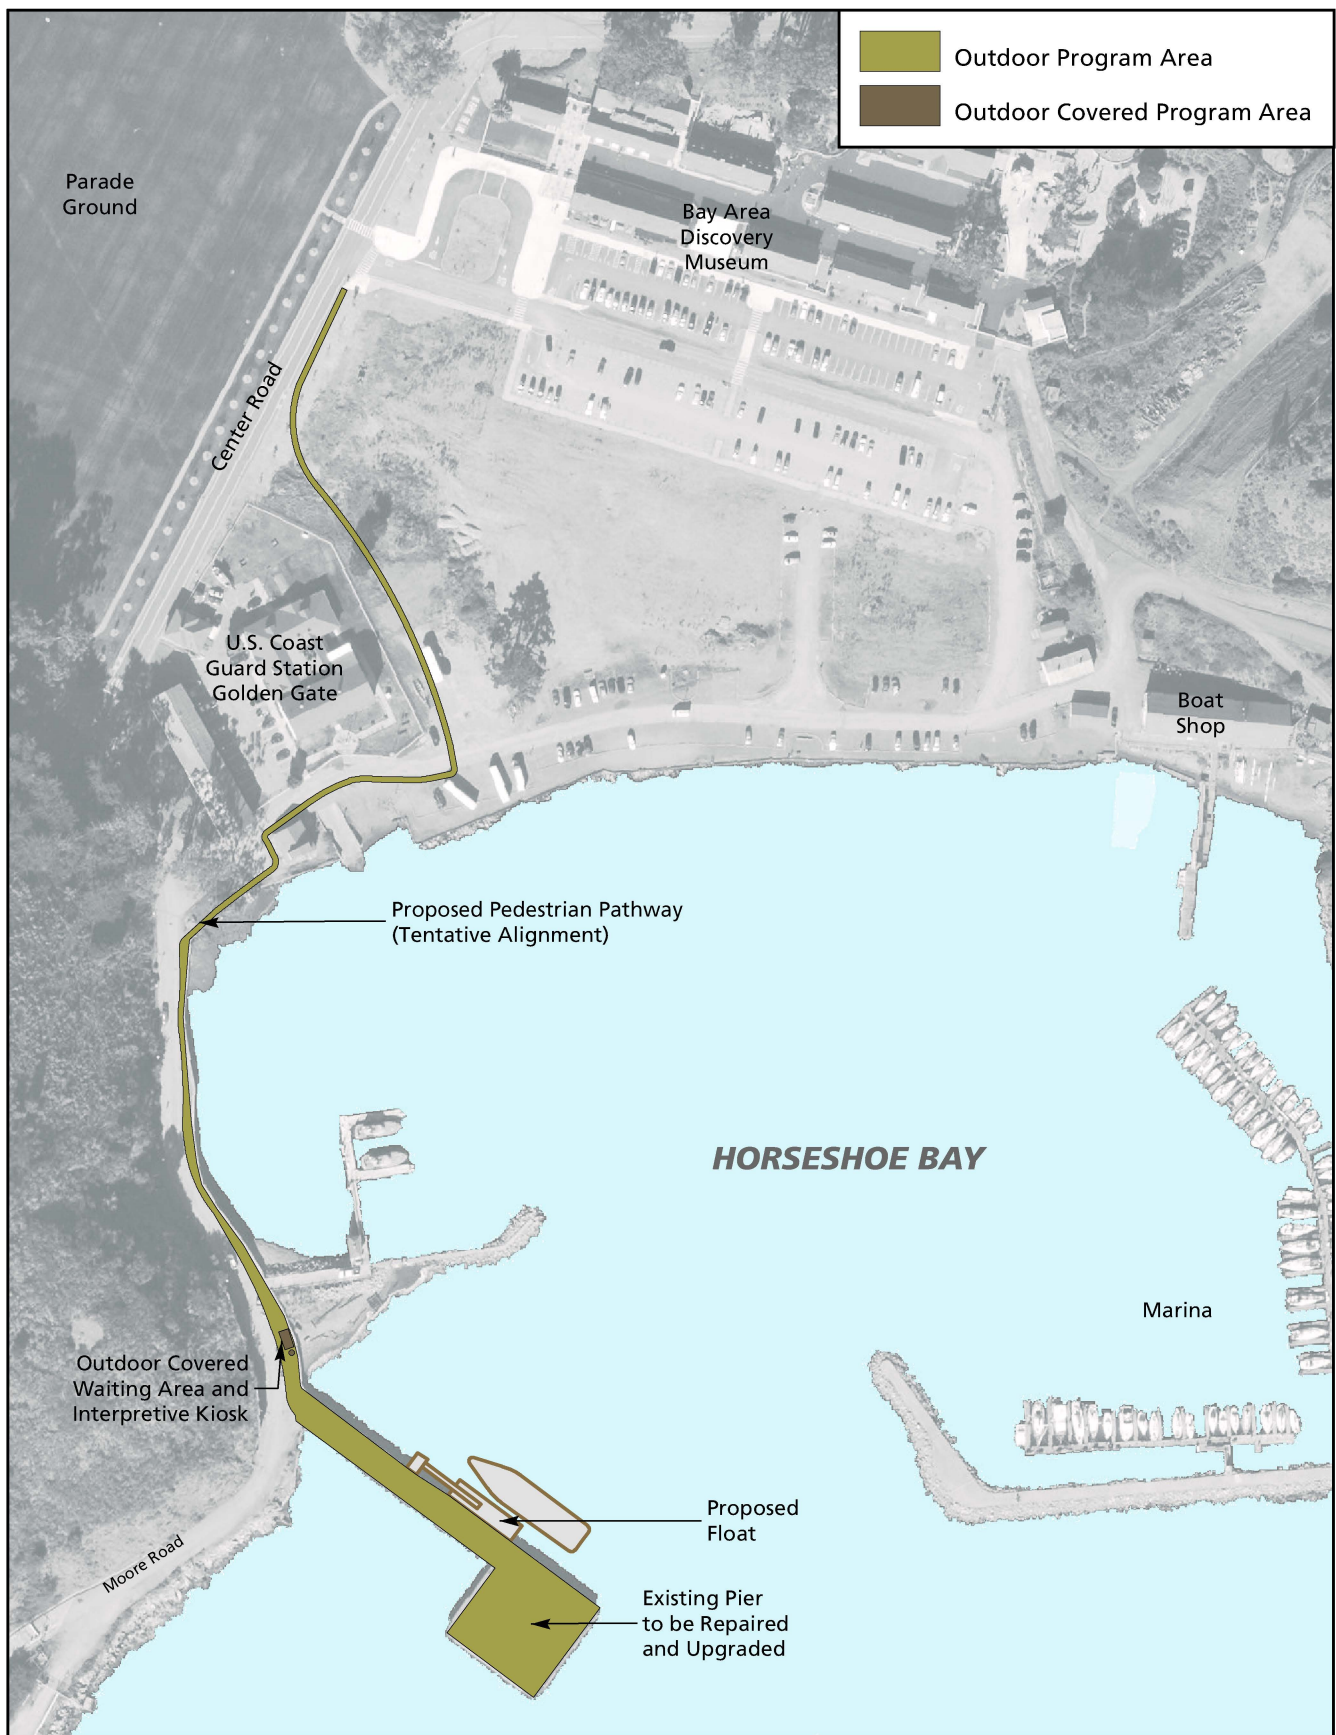 Outdoor Program Area
Outdoor Covered Program Area
Parade
Ground
Bay Area
Discovery
Museum
Center Road
U.S. Coast
Guard Station
Golden Gate
Boat
Shop
Proposed Pedestrian Pathway
(Tentative Alignment)
HORSESHOE BAY
Marina
Outdoor Covered
Waiting Area and
Interpretive Kiosk
Proposed
Float
Moore Road
Existing Pier
to be Repaired
and Upgraded